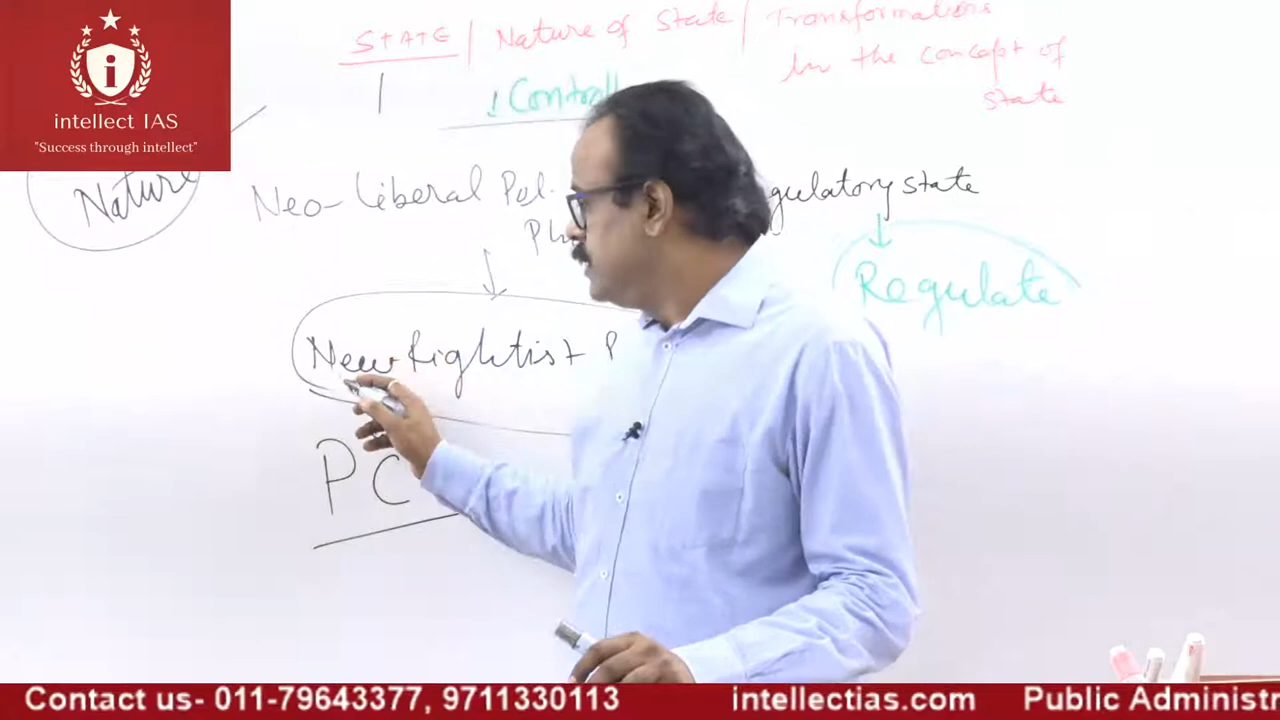 intellect IAS
"Success through intellect"
STATE / Nature of State / Transformations
in the concept of
state
Nature
Neo-Liberal Pol.
gulatory state
Regulate
New Rightist P
PC
Contact us- 011-79643377, 9711330113 intellectias.com Public Administr